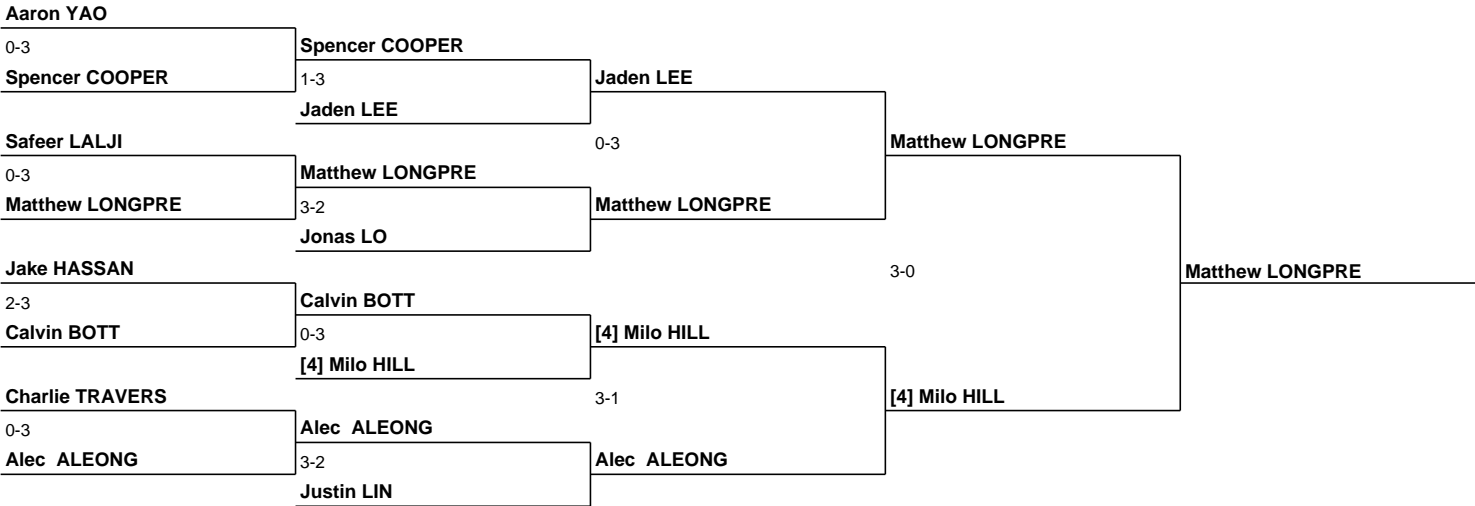 Aaron YAO
0-3
Spencer COOPER
Spencer COOPER
1-3
Jaden LEE
Jaden LEE
Safeer LALJI
0-3
Matthew LONGPRE
0-3
Matthew LONGPRE
Matthew LONGPRE
3-2
Matthew LONGPRE
Jonas LO
Jake HASSAN
3-0
Matthew LONGPRE
2-3
Calvin BOTT
Calvin BOTT
0-3
[4] Milo HILL
[4] Milo HILL
Charlie TRAVERS
3-1
[4] Milo HILL
0-3
Alec ALEONG
Alec ALEONG
3-2
Alec ALEONG
Justin LIN